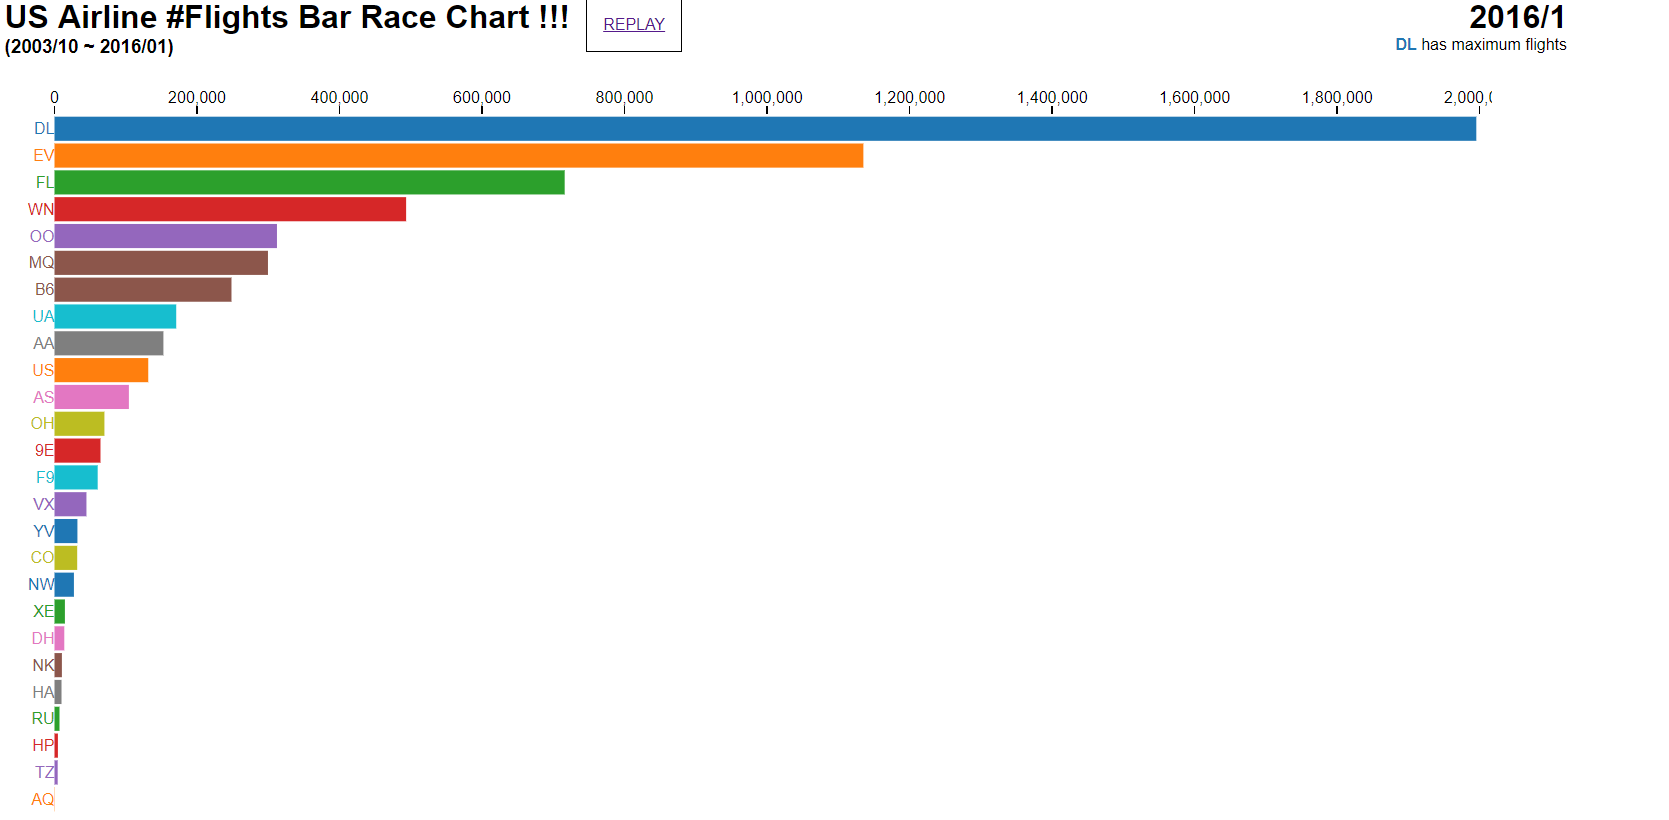 US Airline #Flights Bar Race Chart !!!
(2003/10 ~ 2016/01)
REPLAY
2016/1
DL has maximum flights
0 200,000 400,000 600,000 800,000 1,000,000 1,200,000 1,400,000 1,600,000 1,800,000 2,000,0
DL
EV
FL
WN
OO
MQ
B6
UA
AA
US
AS
OH
9E
F9
VX
YV
CO
NW
XE
DH
NK
HA
RU
HP
TZ
AQ